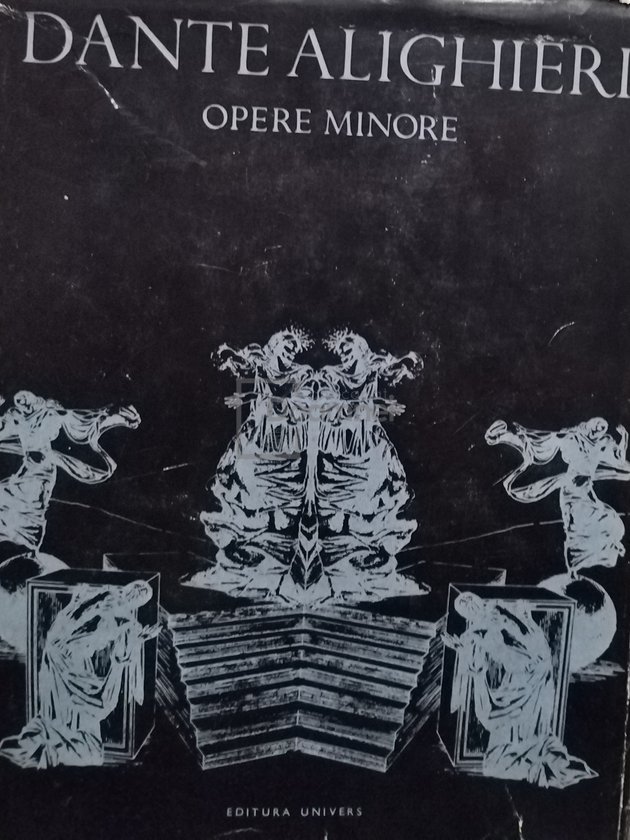 DANTE ALIGHIERI
OPERE MINORE
EDITURA UNIVERS